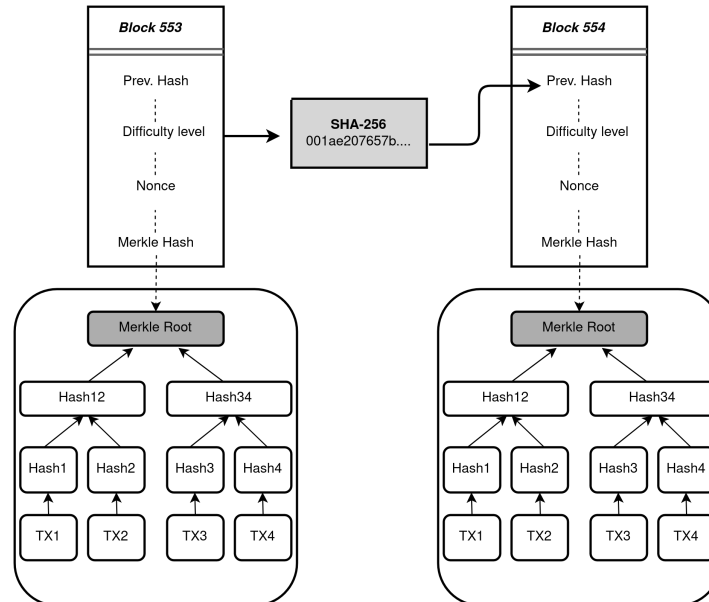 Block 553
Prev. Hash
Difficulty level
Nonce
Merkle Hash
SHA-256
001ae207657b....
Block 554
Prev. Hash
Difficulty level
Nonce
Merkle Hash
Merkle Root
Hash12
Hash34
Hash1
Hash2
Hash3
Hash4
TX1
TX2
TX3
TX4
Merkle Root
Hash12
Hash34
Hash1
Hash2
Hash3
Hash4
TX1
TX2
TX3
TX4